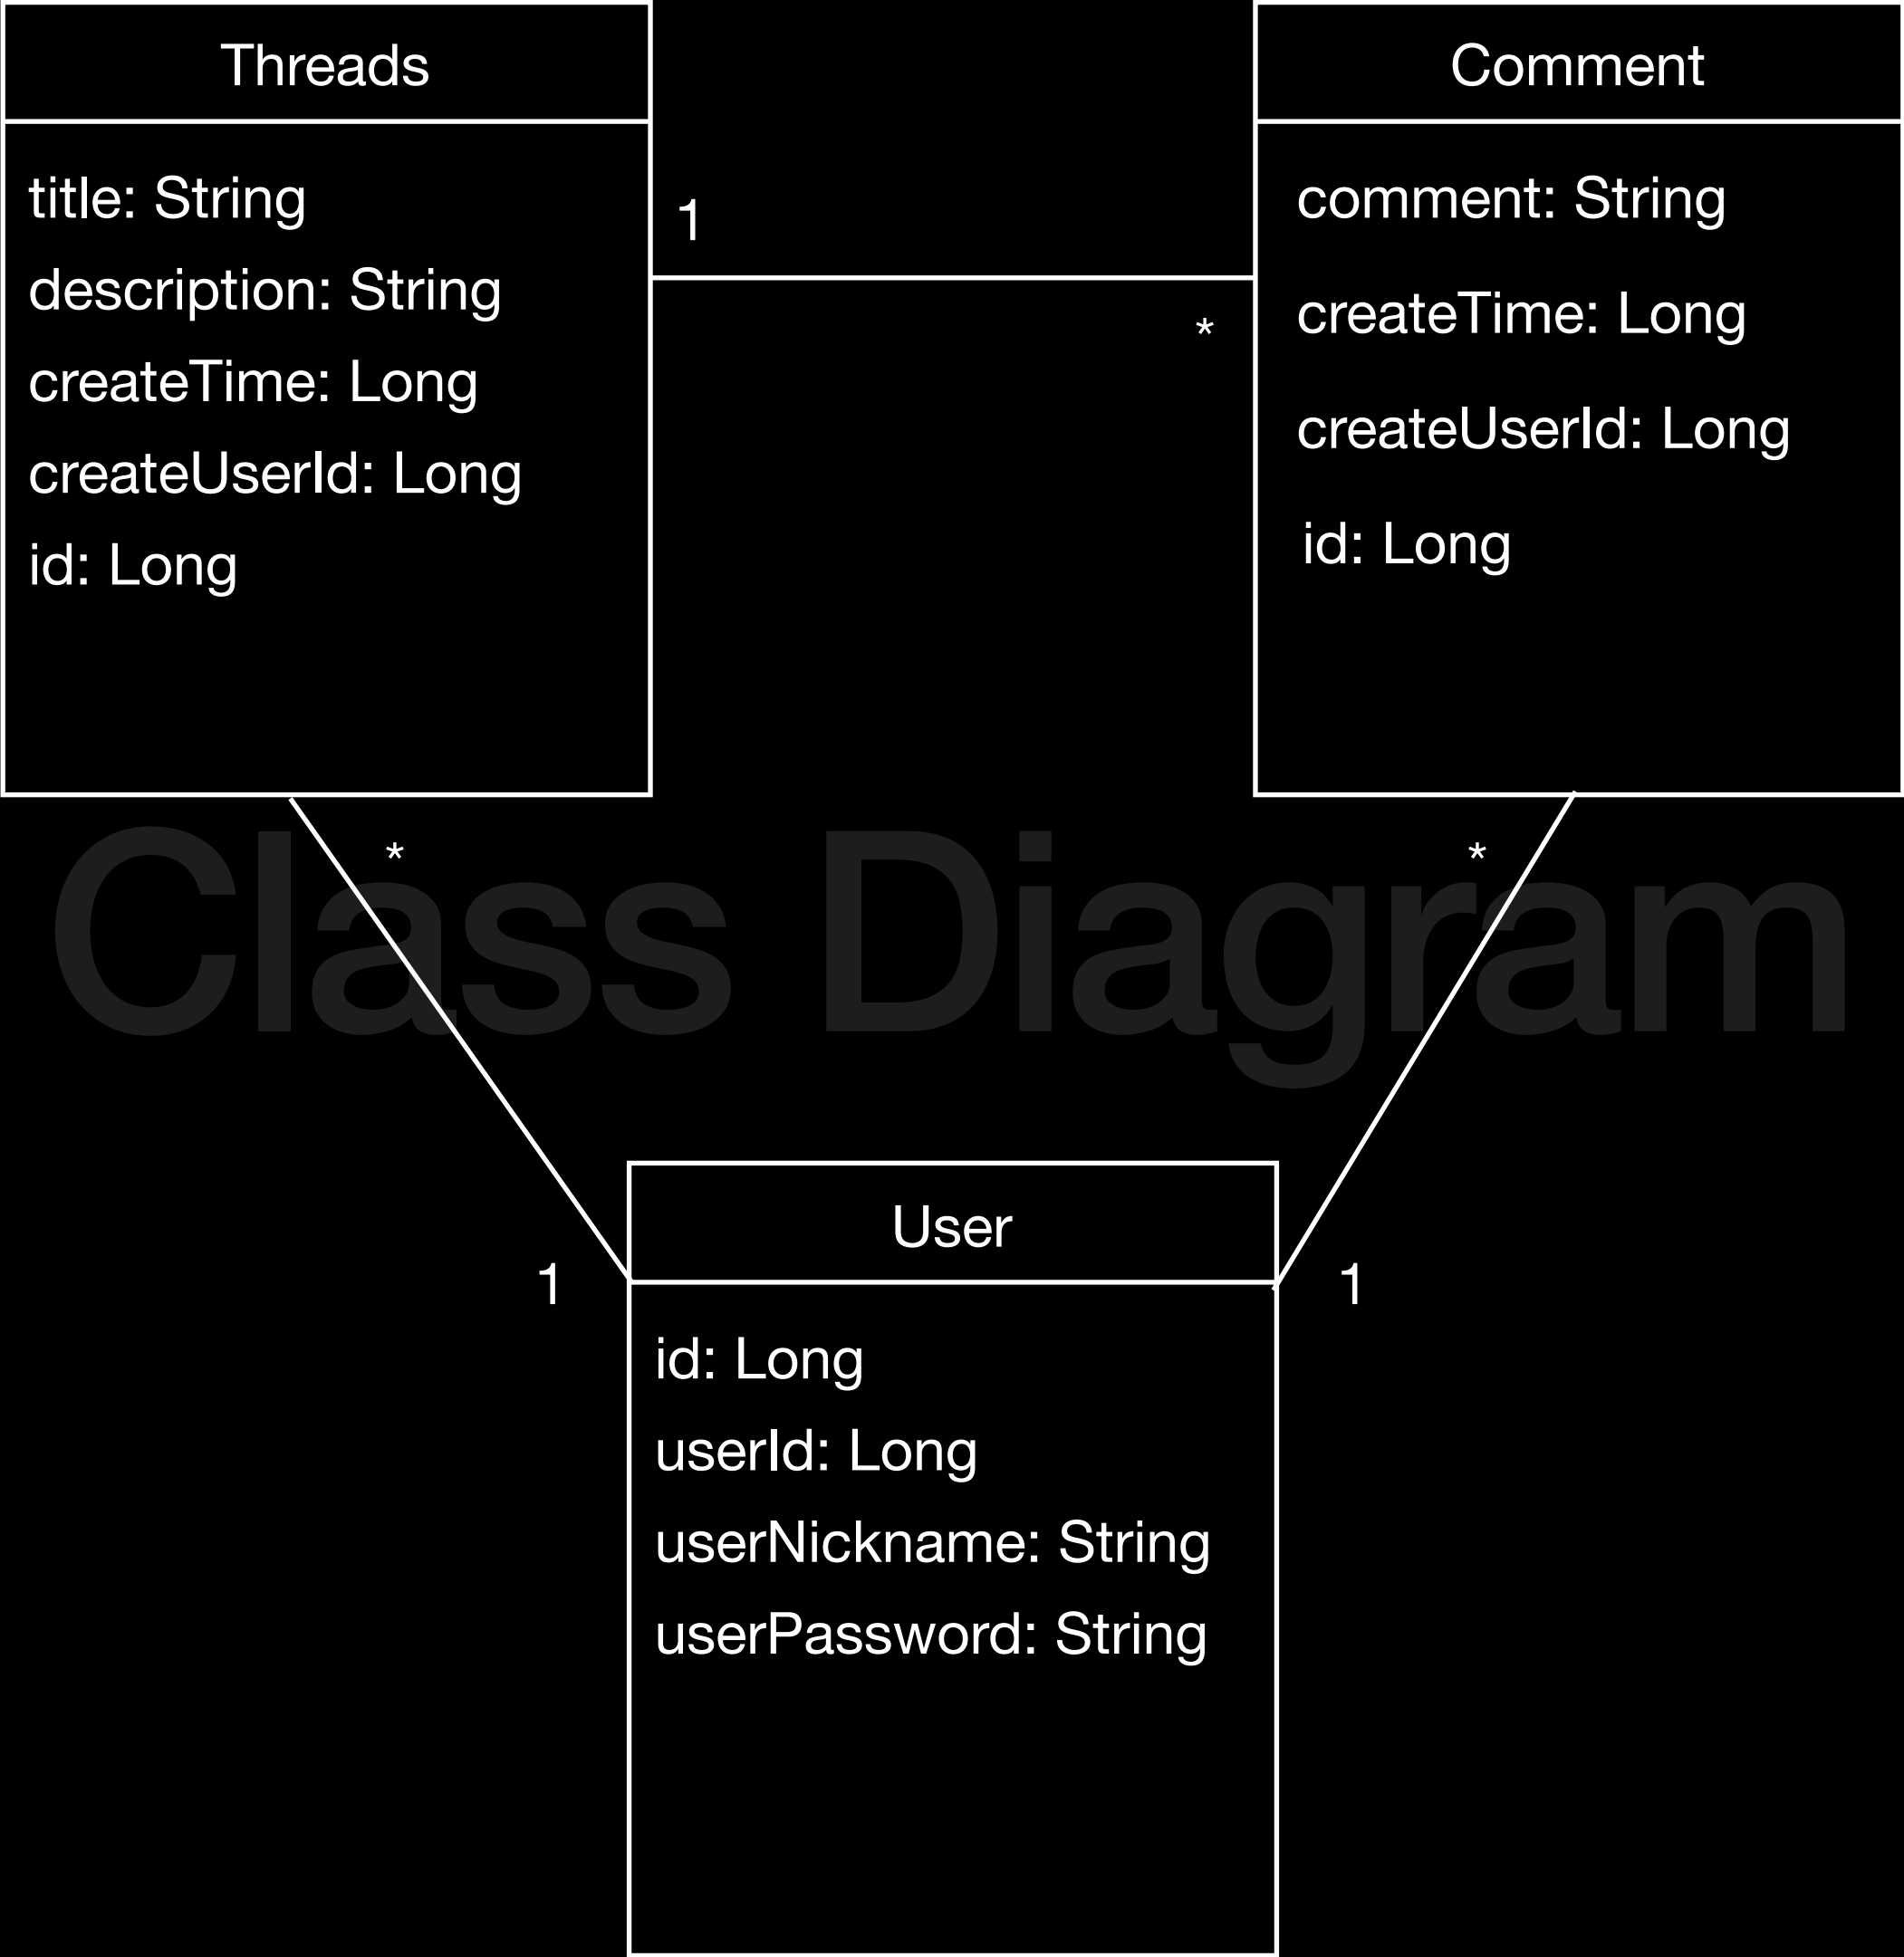 Threads
title: String
description: String
createTime: Long
createUserId: Long
id: Long
1
*
Comment
comment: String
createTime: Long
createUserId: Long
id: Long
*
*
Class Diagram
1
1
User
id: Long
userId: Long
userNickname: String
userPassword: String